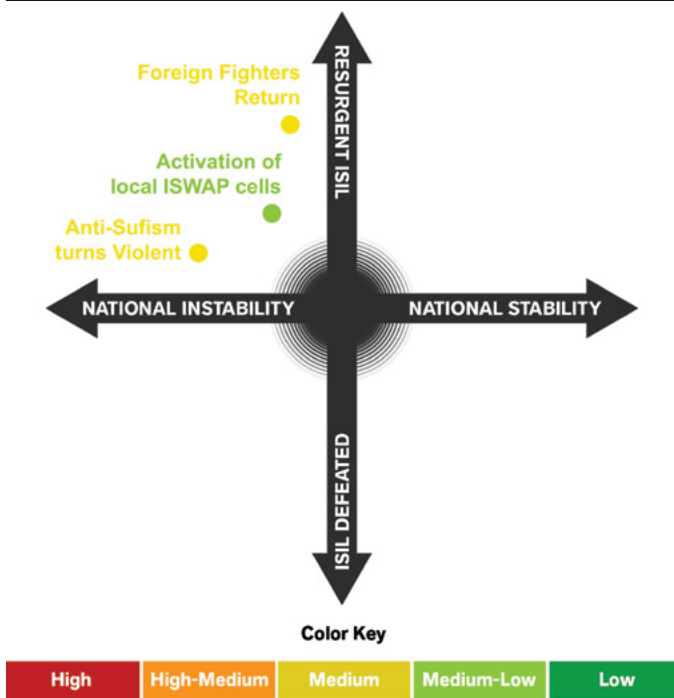 Foreign Fighters
Return
RESURGENT ISIL
Activation of
local ISWAP cells
Anti-Sufism
turns Violent
NATIONAL INSTABILITY
NATIONAL STABILITY
ISIL DEFEATED
Color Key
High
High-Medium
Medium
Medium-Low
Low